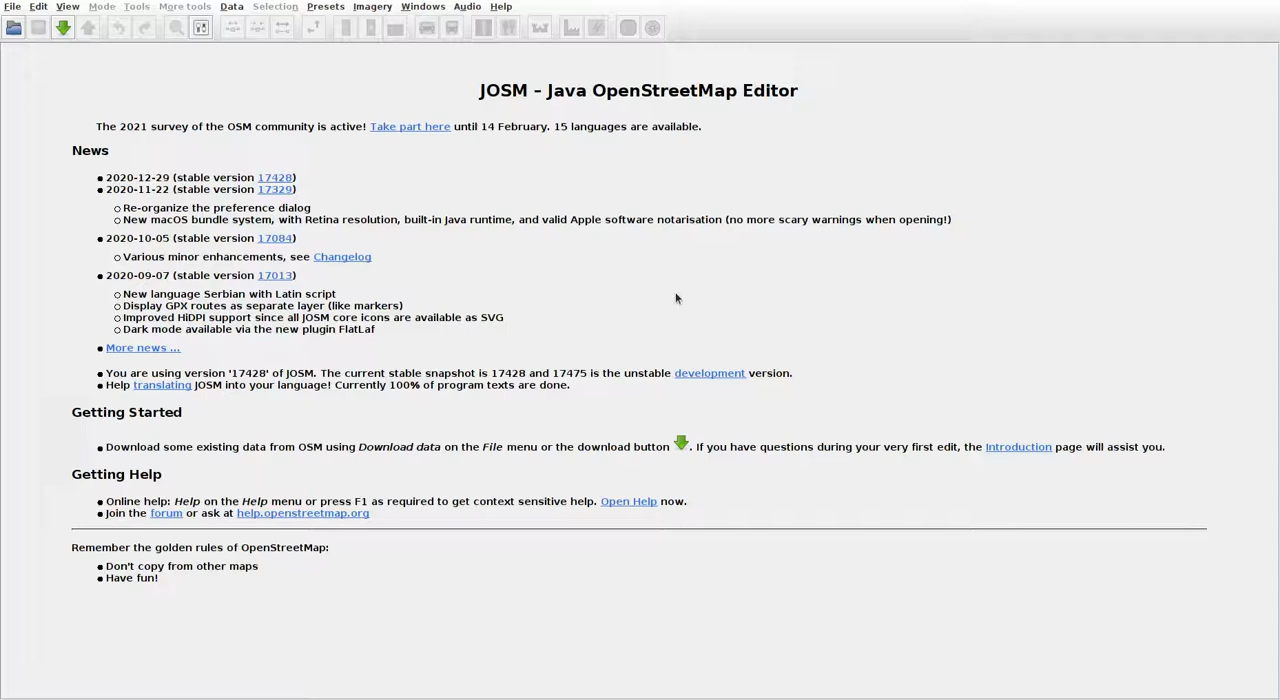 File Edit View Mode Tools More tools Data Selection Presets Imagery Windows Audio Help
JOSM – Java OpenStreetMap Editor
The 2021 survey of the OSM community is active! Take part here until 14 February. 15 languages are available.
News
2020-12-29 (stable version 17428)
2020-11-22 (stable version 17329)
Re-organize the preference dialog
New macOS bundle system, with Retina resolution, built-in Java runtime, and valid Apple software notarisation (no more scary warnings when opening!)
2020-10-05 (stable version 17084)
Various minor enhancements, see Changelog
2020-09-07 (stable version 17013)
New language Serbian with Latin script
Display GPX routes as separate layer (like markers)
Improved HiDPI support since all JOSM core icons are available as SVG
Dark mode available via the new plugin FlatLaf
More news ...
You are using version '17428' of JOSM. The current stable snapshot is 17428 and 17475 is the unstable development version.
Help translating JOSM into your language! Currently 100% of program texts are done.
Getting Started
Download some existing data from OSM using Download data on the File menu or the download button . If you have questions during your very first edit, the Introduction page will assist you.
Getting Help
Online help: Help on the Help menu or press F1 as required to get context sensitive help. Open Help now.
Join the forum or ask at help.openstreetmap.org
Remember the golden rules of OpenStreetMap:
Don't copy from other maps
Have fun!